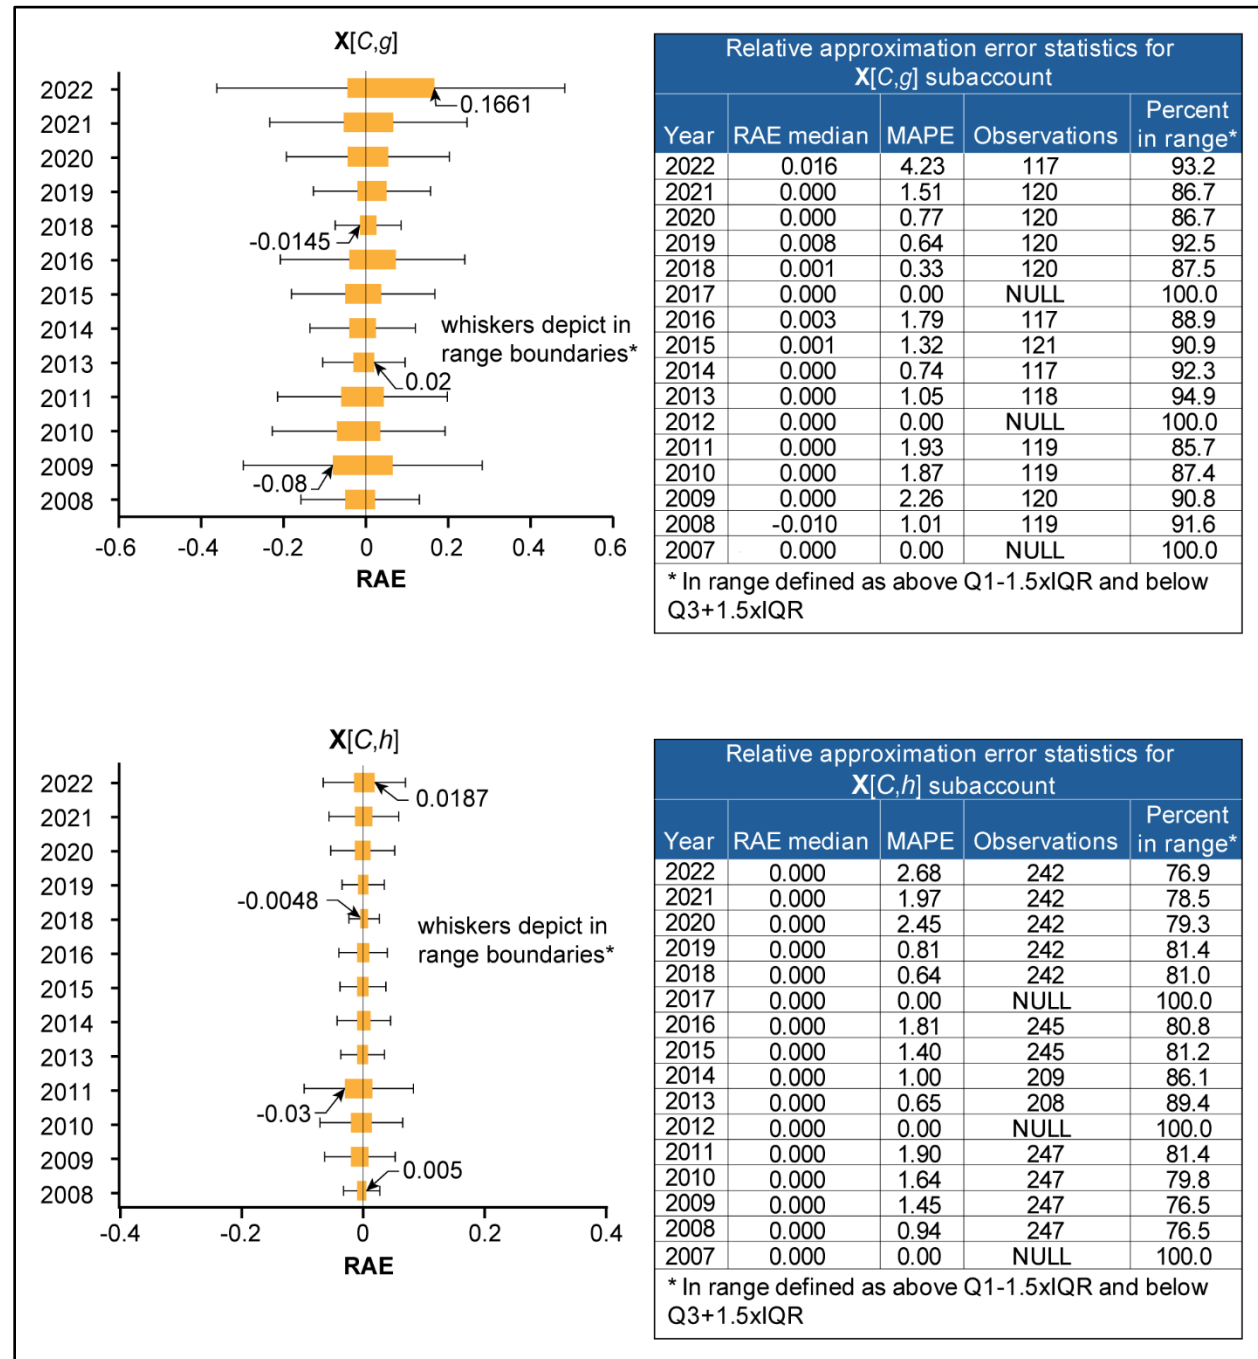 X[C,g]
2022
0.1661
2021
2020
2019
2018
-0.0145
2016
2015
2014
whiskers depict in
range boundaries*
2013
0.02
2011
2010
2009
-0.08
2008
-0.6 -0.4 -0.2 0 0.2 0.4 0.6
RAE
Relative approximation error statistics for
X[C,g] subaccount
Year RAE median MAPE Observations Percent in range*
2022 0.016 4.23 117 93.2
2021 0.000 1.51 120 86.7
2020 0.000 0.77 120 86.7
2019 0.008 0.64 120 92.5
2018 0.001 0.33 120 87.5
2017 0.000 0.00 NULL 100.0
2016 0.003 1.79 117 88.9
2015 0.001 1.32 121 90.9
2014 0.000 0.74 117 92.3
2013 0.000 1.05 118 94.9
2012 0.000 0.00 NULL 100.0
2011 0.000 1.93 119 85.7
2010 0.000 1.87 119 87.4
2009 0.000 2.26 120 90.8
2008 -0.010 1.01 119 91.6
2007 0.000 0.00 NULL 100.0
* In range defined as above Q1-1.5xIQR and below
Q3+1.5xIQR
X[C,h]
2022
0.0187
2021
2020
2019
-0.0048
2018
whiskers depict in
range boundaries*
2016
2015
2014
2013
2011
-0.03
2010
2009
0.005
2008
-0.4 -0.2 0 0.2 0.4
RAE
Relative approximation error statistics for
X[C,h] subaccount
Year RAE median MAPE Observations Percent in range*
2022 0.000 2.68 242 76.9
2021 0.000 1.97 242 78.5
2020 0.000 2.45 242 79.3
2019 0.000 0.81 242 81.4
2018 0.000 0.64 242 81.0
2017 0.000 0.00 NULL 100.0
2016 0.000 1.81 245 80.8
2015 0.000 1.40 245 81.2
2014 0.000 1.00 209 86.1
2013 0.000 0.65 208 89.4
2012 0.000 0.00 NULL 100.0
2011 0.000 1.90 247 81.4
2010 0.000 1.64 247 79.8
2009 0.000 1.45 247 76.5
2008 0.000 0.94 247 76.5
2007 0.000 0.00 NULL 100.0
* In range defined as above Q1-1.5xIQR and below
Q3+1.5xIQR